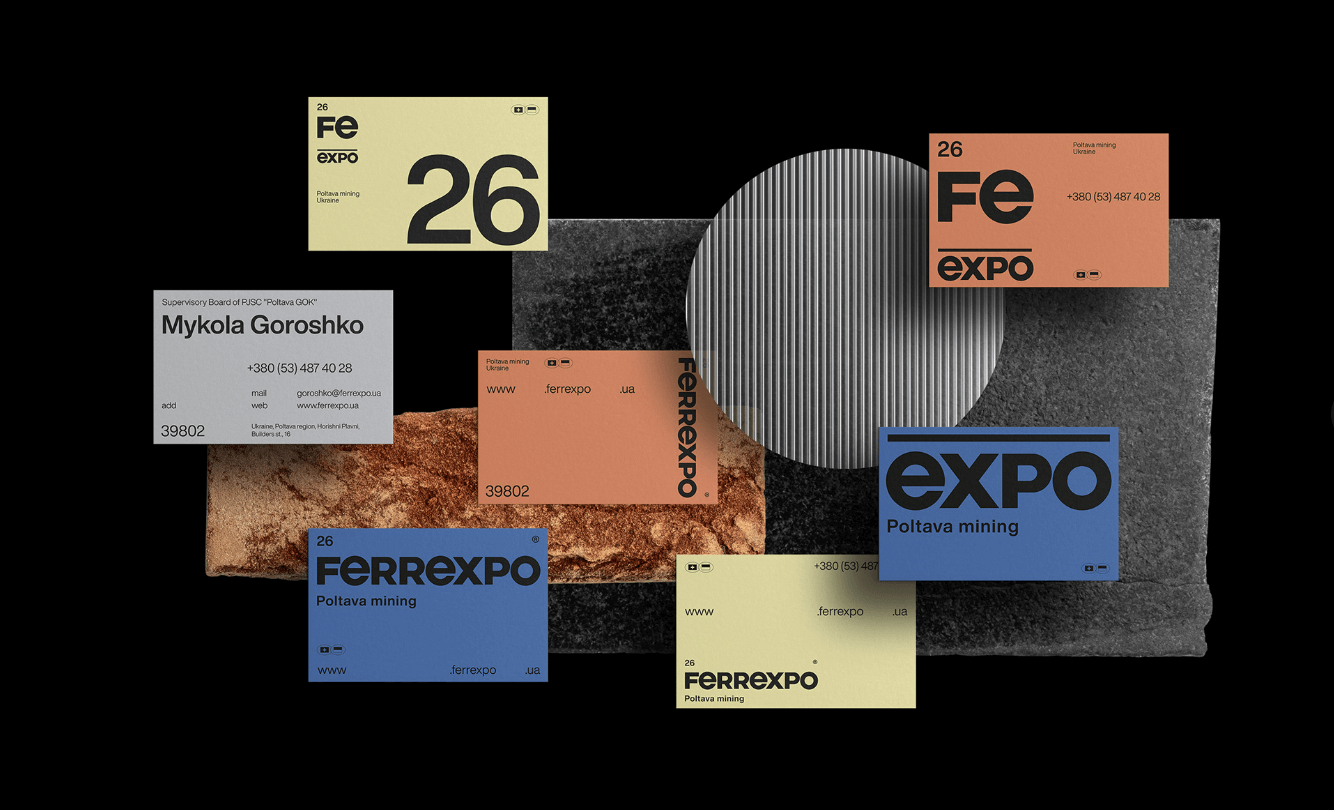 26
Fe
expo
Poltava mining
Ukraine
26
26
Fe
expo
Poltava mining
Ukraine
+380 (53) 487 40 28
Supervisory Board of PJSC "Poltava GOK"
Mykola Goroshko
+380 (53) 487 40 28
mail goroshko@ferrexpo.ua
add web www.ferrexpo.ua
39802
Ukraine, Poltava region, Horishni Plavni,
Builders st., 16
Poltava mining
Ukraine
www .ferrexpo .ua
39802
Ferrexpo
®
expo
Poltava mining
26 ®
Ferrexpo
Poltava mining
www .ferrexpo .ua
+380 (53) 487
www .ferrexpo .ua
26 ®
Ferrexpo
Poltava mining